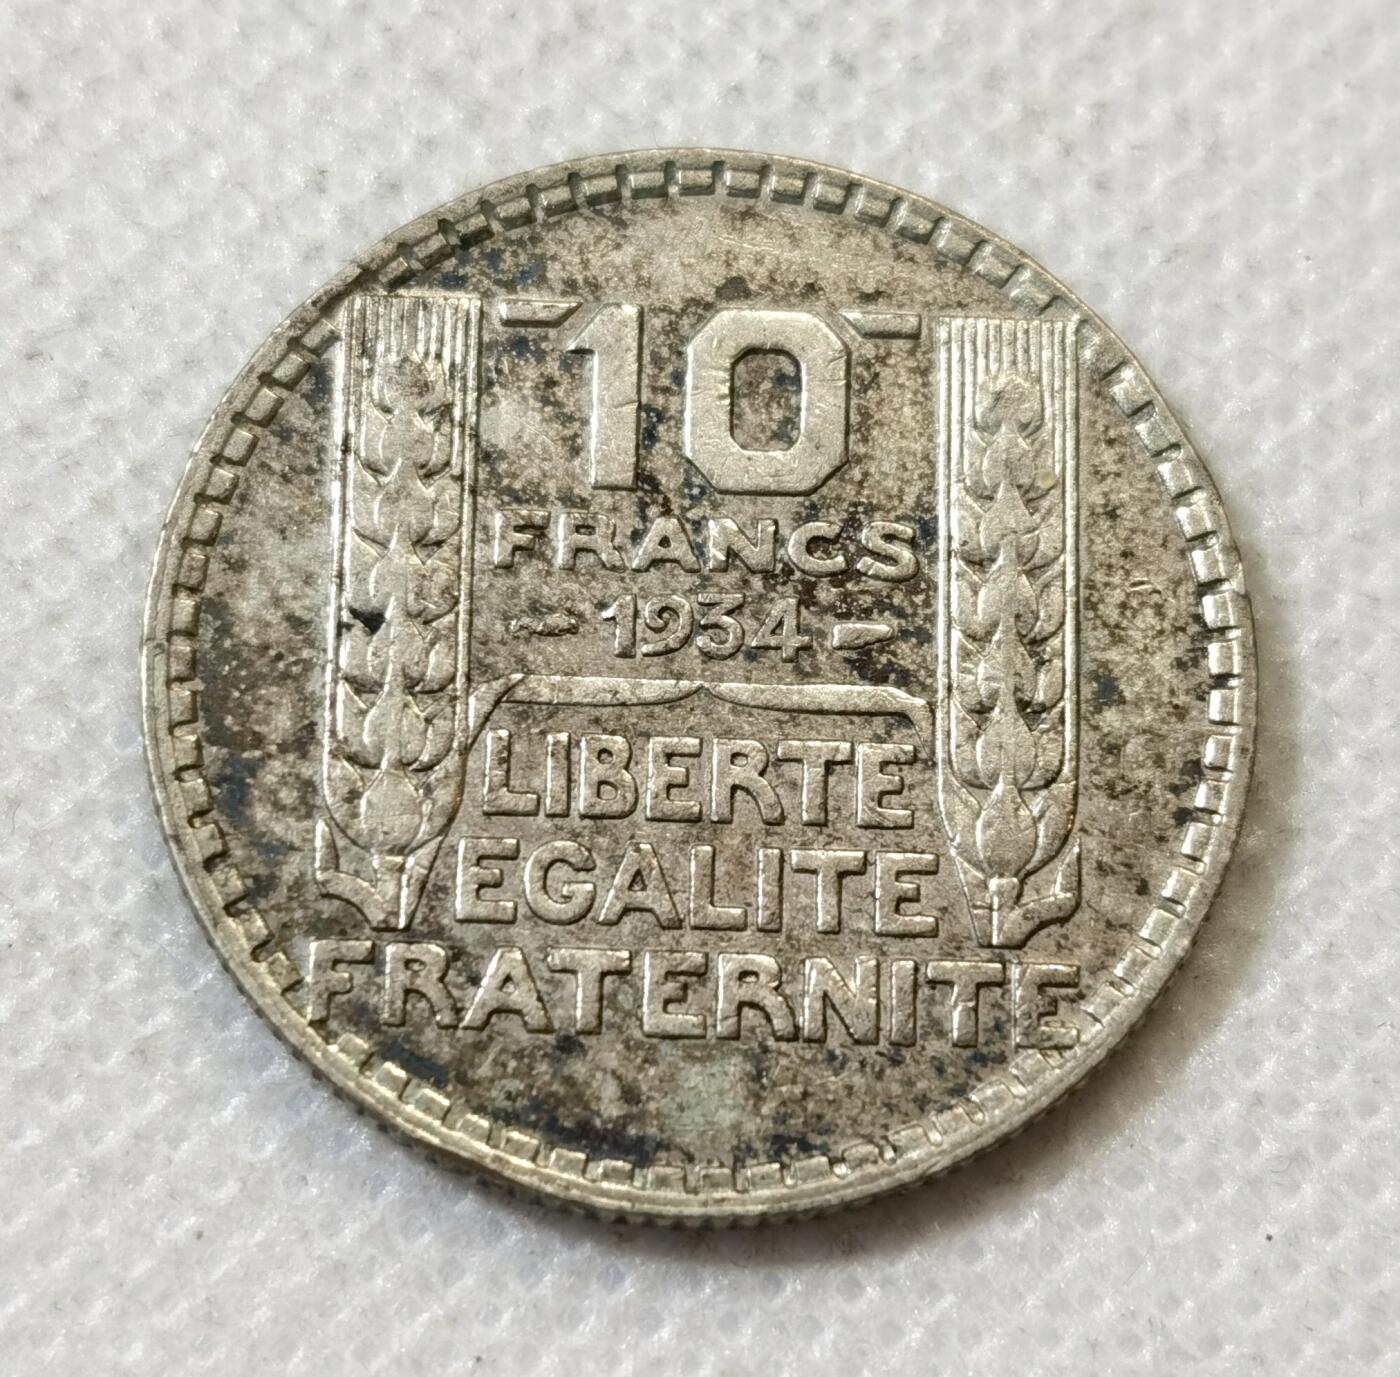 10
FRANCS
1934
LIBERTE
EGALITE
FRATERNITE